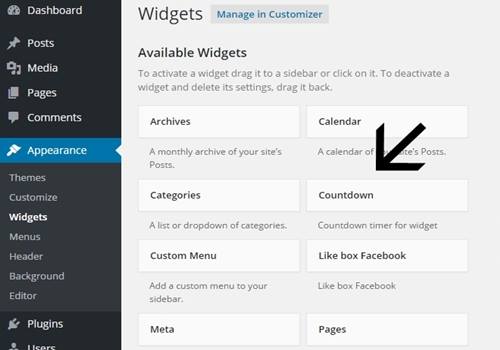 Dashboard
Posts
Media
Pages
Comments
Appearance
Themes
Customize
Widgets
Menus
Header
Background
Editor
Plugins
Users
Widgets
Manage in Customizer
Available Widgets
To activate a widget drag it to a sidebar or click on it. To deactivate a
widget and delete its settings, drag it back.
Archives
A monthly archive of your site's
Posts.
Calendar
A calendar of site's Posts.
Categories
A list or dropdown of categories.
Countdown
Countdown timer for widget
Custom Menu
Add a custom menu to your
sidebar.
Like box Facebook
Like box Facebook
Meta
Pages